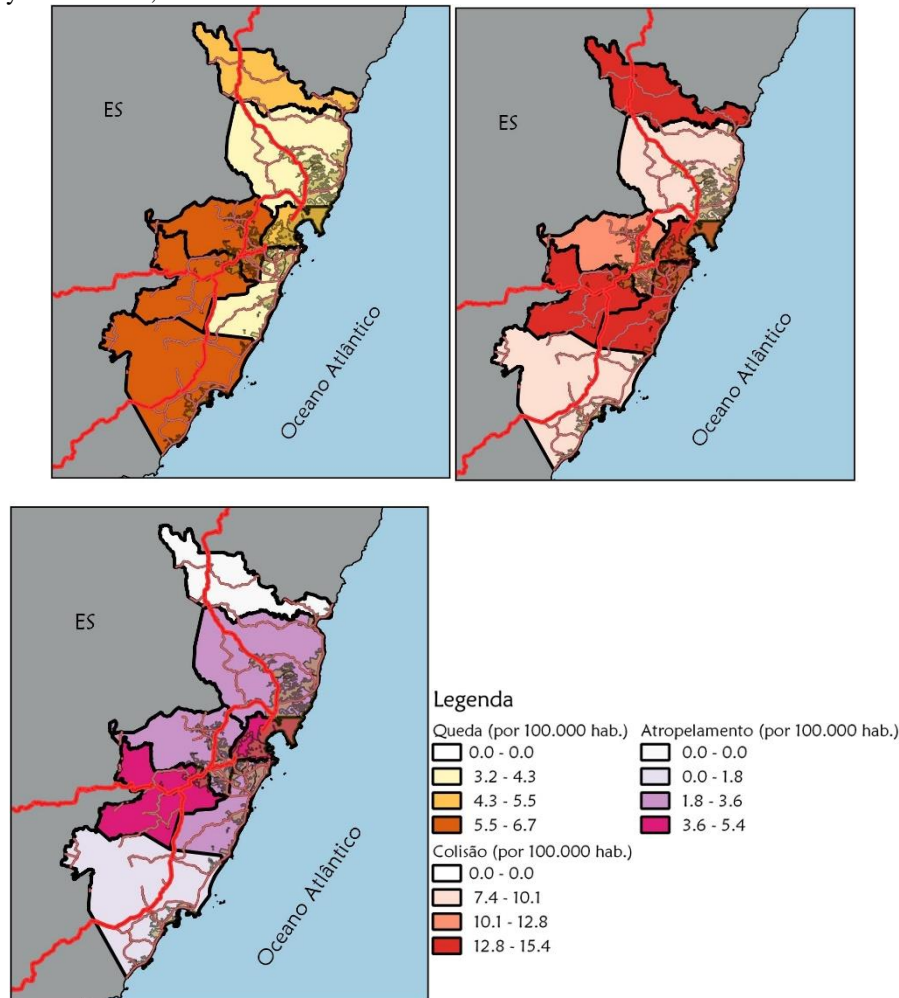 ES
Oceano Atlântico
ES
Oceano Atlântico
ES
Oceano Atlântico
Legenda
Queda (por 100.000 hab.)
0.0 - 0.0
3.2 - 4.3
4.3 - 5.5
5.5 - 6.7
Colisão (por 100.000 hab.)
0.0 - 0.0
7.4 - 10.1
10.1 - 12.8
12.8 - 15.4
Atropelamento (por 100.000 hab.)
0.0 - 0.0
0.0 - 1.8
1.8 - 3.6
3.6 - 5.4